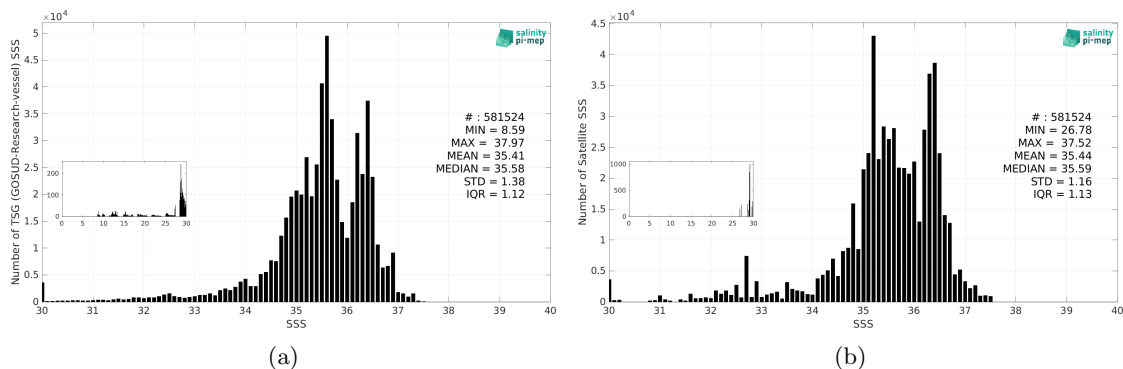 ×10⁴
5
4.5
4
3.5
3
2.5
2
1.5
1
0.5
0
Number of TSG (GOSUD-Research-vessel) SSS
salinity
pi-mep
# : 581524
MIN = 8.59
MAX = 37.97
MEAN = 35.41
MEDIAN = 35.58
STD = 1.38
IQR = 1.12
200
100
0
0 5 10 15 20 25 30
30 31 32 33 34 35 36 37 38 39 40
SSS
(a)
×10⁴
4.5
4
3.5
3
2.5
2
1.5
1
0.5
0
Number of Satellite SSS
salinity
pi-mep
# : 581524
MIN = 26.78
MAX = 37.52
MEAN = 35.44
MEDIAN = 35.59
STD = 1.16
IQR = 1.13
1000
500
0
0 5 10 15 20 25 30
30 31 32 33 34 35 36 37 38 39 40
SSS
(b)